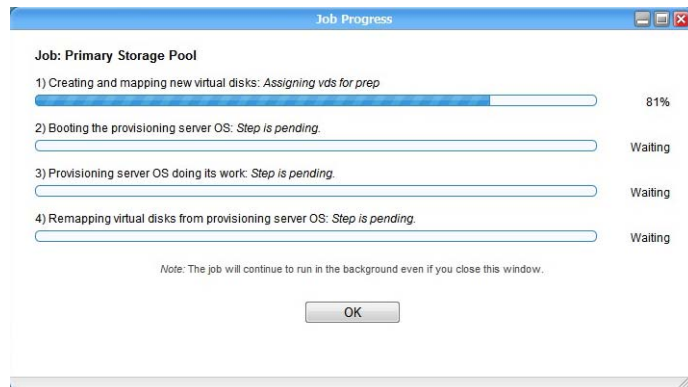 Job Progress
Job: Primary Storage Pool
1) Creating and mapping new virtual disks: Assigning vds for prep
81%
2) Booting the provisioning server OS: Step is pending.
Waiting
3) Provisioning server OS doing its work: Step is pending.
Waiting
4) Remapping virtual disks from provisioning server OS: Step is pending.
Waiting
Note: The job will continue to run in the background even if you close this window.
OK